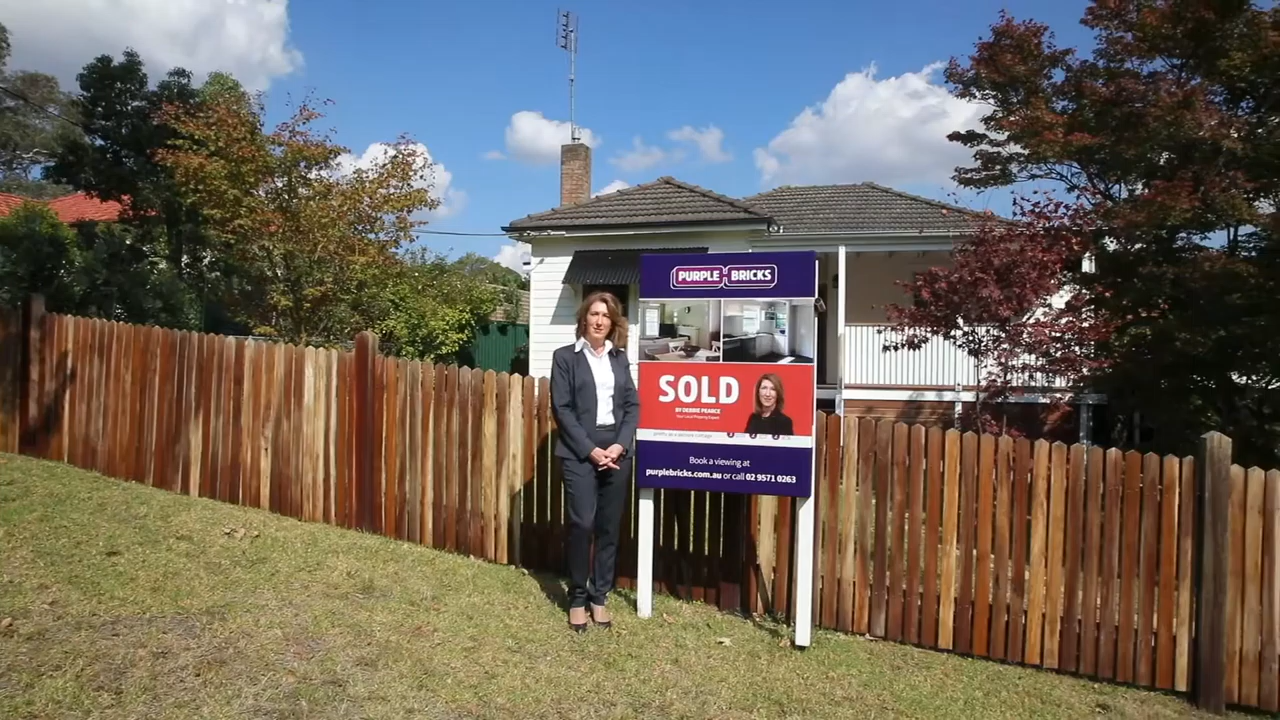 PURPLE BRICKS
SOLD
BY DEBBIE PEARCE
Your Local Property Expert
Book a viewing at
purplebricks.com.au or call 02 9571 0263